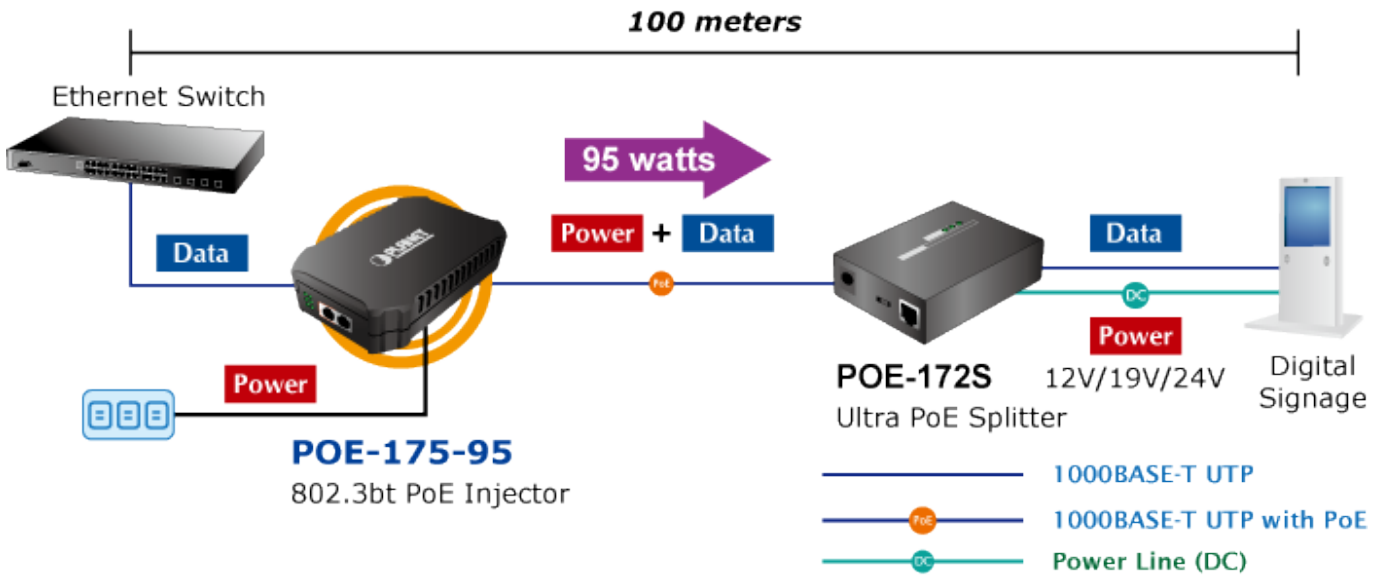 100 meters
Ethernet Switch
95 watts
Data
Power + Data
Data
PLANET
PoE
DC
Power
Power
POE-172S
12V/19V/24V
Digital
Signage
Ultra PoE Splitter
POE-175-95
802.3bt PoE Injector
1000BASE-T UTP
PoE
1000BASE-T UTP with PoE
DC
Power Line (DC)